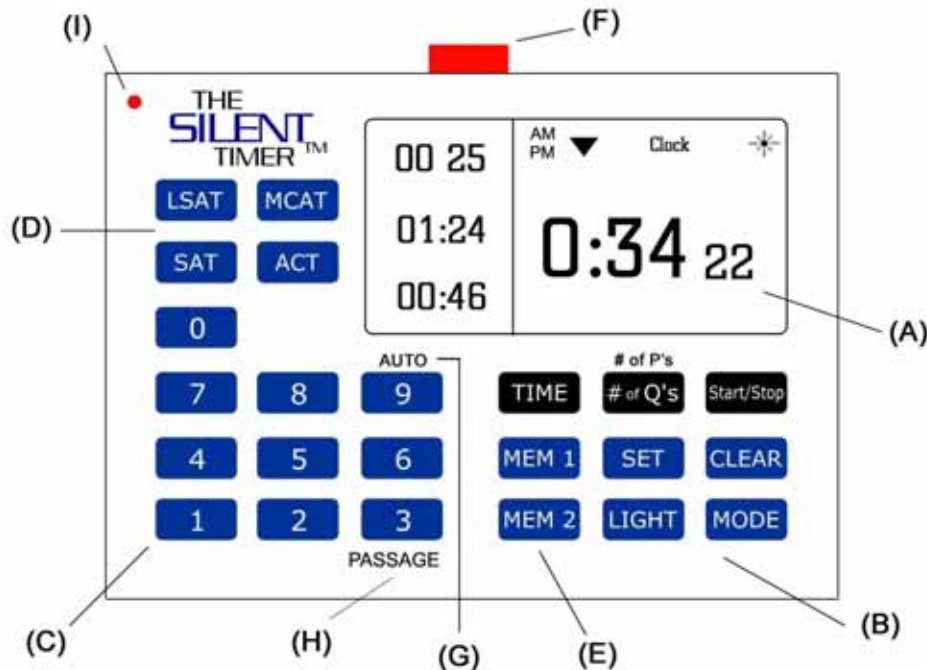 (I)
(F)
THE
SILENT
TIMER™
AM
PM
Clock
00 25
01:24
00:46
0:34 22
(A)
LSAT MCAT
(D)
SAT ACT
0
AUTO
# of P's
7 8 9
TIME # of Q's Start/Stop
4 5 6
MEM 1 SET CLEAR
1 2 3
MEM 2 LIGHT MODE
PASSAGE
(C)
(H)
(G)
(E)
(B)